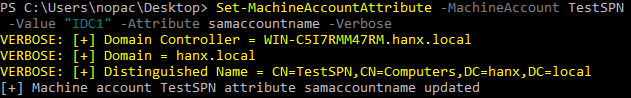 PS C:\Users\nopac\Desktop> Set-MachineAccountAttribute -MachineAccount TestSPN
 -Value "IDC1" -Attribute samaccountname -Verbose
VERBOSE: [+] Domain Controller = WIN-C5I7RMM47RM.hanx.local
VERBOSE: [+] Domain = hanx.local
VERBOSE: [+] Distinguished Name = CN=TestSPN,CN=Computers,DC=hanx,DC=local
[+] Machine account TestSPN attribute samaccountname updated